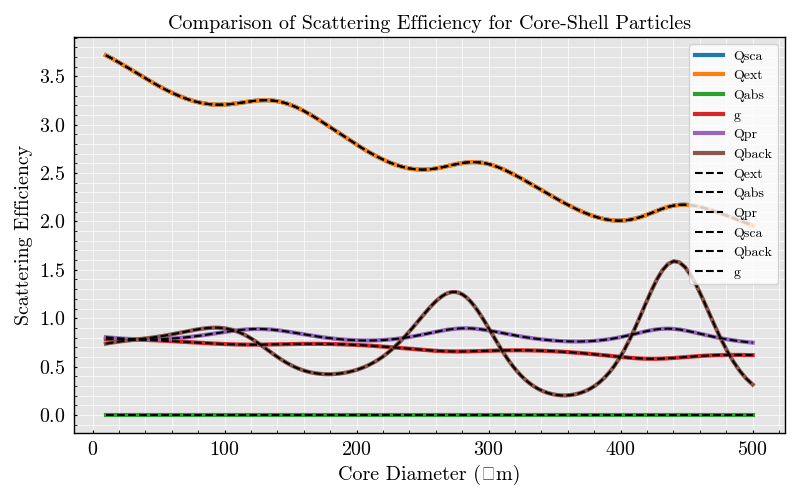 Comparison of Scattering Efficiency for Core-Shell Particles
Scattering Efficiency
3.5
3.0
2.5
2.0
1.5
1.0
0.5
0.0
Qsca
Qext
Qabs
g
Qpr
Qback
Qext
Qabs
Qpr
Qsca
Qback
g
0 100 200 300 400 500
Core Diameter (□m)